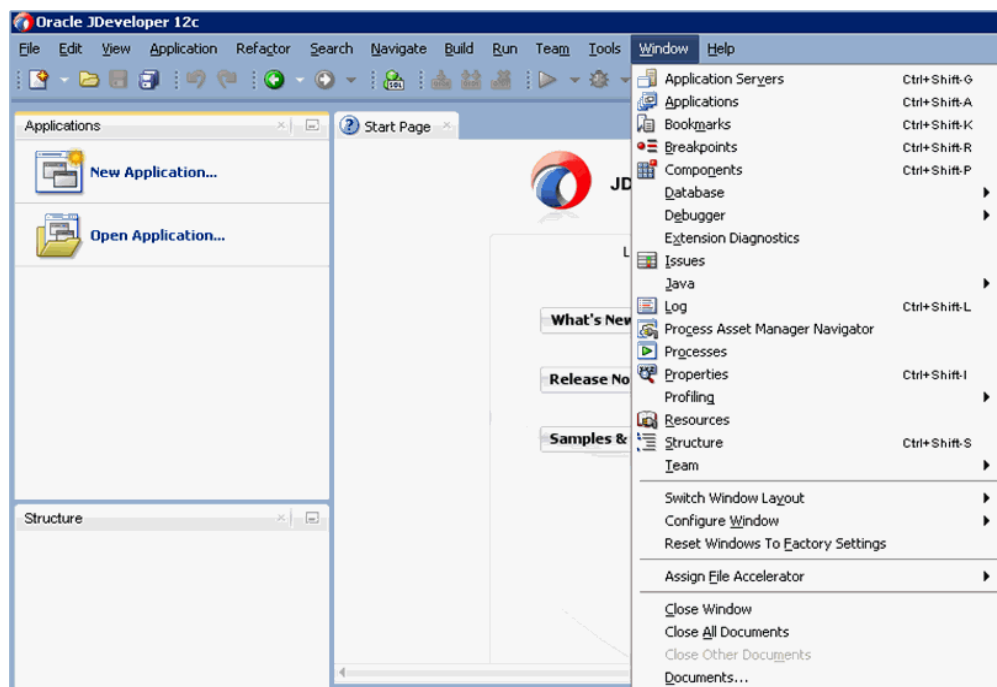 Oracle JDeveloper 12c
File Edit View Application Refactor Search Navigate Build Run Team Tools Window Help
Applications
New Application...
Open Application...
Structure
Start Page
JD
L
What's New
Release No
Samples &
Application Servers Ctrl+Shift-G
Applications Ctrl+Shift-A
Bookmarks Ctrl+Shift-K
Breakpoints Ctrl+Shift-R
Components Ctrl+Shift-P
Database
Debugger
Extension Diagnostics
Issues
Java
Log Ctrl+Shift-L
Process Asset Manager Navigator
Processes
Properties Ctrl+Shift-I
Profiling
Resources
Structure Ctrl+Shift-S
Team
Switch Window Layout
Configure Window
Reset Windows To Factory Settings
Assign File Accelerator
Close Window
Close All Documents
Close Other Documents
Documents...